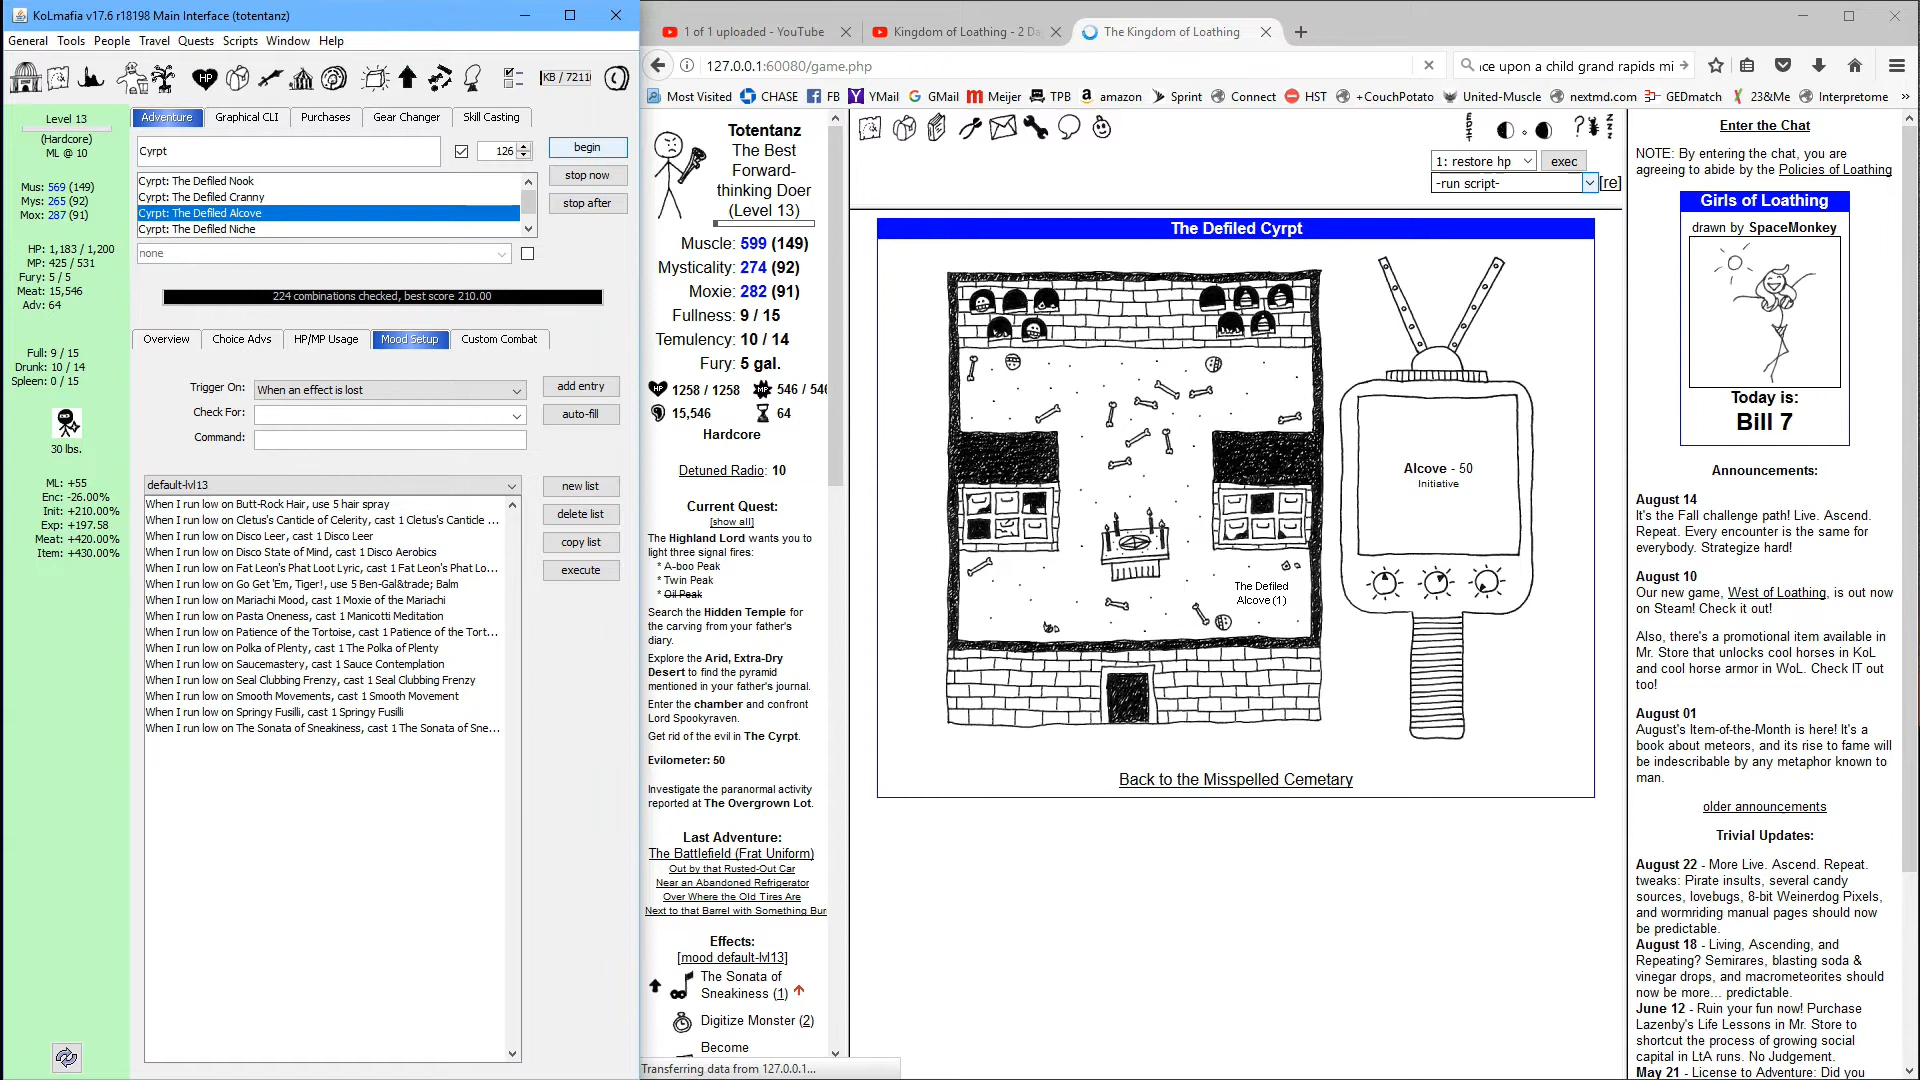 KoLmafia v17.6 r18198 Main Interface (totentanz)
General Tools People Travel Quests Scripts Window Help
KB / 7211
Level 13
(Hardcore)
ML @ 10
Mus: 569 (149)
Mys: 265 (92)
Mox: 287 (91)
HP: 1,183 / 1,200
MP: 425 / 531
Fury: 5 / 5
Meat: 15,546
Adv: 64
Full: 9 / 15
Drunk: 10 / 14
Spleen: 0 / 15
30 lbs.
ML: +55
Enc: -26.00%
Init: +210.00%
Exp: +197.58
Meat: +420.00%
Item: +430.00%
Adventure Graphical CLI Purchases Gear Changer Skill Casting
Cyrpt 126 begin
stop now
stop after
Cyrpt: The Defiled Nook
Cyrpt: The Defiled Cranny
Cyrpt: The Defiled Alcove
Cyrpt: The Defiled Niche
none
224 combinations checked, best score 210.00
Overview Choice Advs HP/MP Usage Mood Setup Custom Combat
Trigger On: When an effect is lost add entry
Check For: auto-fill
Command:
default-lvl13 new list
delete list
copy list
execute
When I run low on Butt-Rock Hair, use 5 hair spray
When I run low on Cletus's Canticle of Celerity, cast 1 Cletus's Canticle ...
When I run low on Disco Leer, cast 1 Disco Leer
When I run low on Disco State of Mind, cast 1 Disco Aerobics
When I run low on Fat Leon's Phat Loot Lyric, cast 1 Fat Leon's Phat Lo...
When I run low on Go Get 'Em, Tiger!, use 5 Ben-Gal&trade; Balm
When I run low on Mariachi Mood, cast 1 Moxie of the Mariachi
When I run low on Pasta Oneness, cast 1 Manicotti Meditation
When I run low on Patience of the Tortoise, cast 1 Patience of the Tort...
When I run low on Polka of Plenty, cast 1 The Polka of Plenty
When I run low on Saucemastery, cast 1 Sauce Contemplation
When I run low on Seal Clubbing Frenzy, cast 1 Seal Clubbing Frenzy
When I run low on Smooth Movements, cast 1 Smooth Movement
When I run low on Springy Fusilli, cast 1 Springy Fusilli
When I run low on The Sonata of Sneakiness, cast 1 The Sonata of Sne...
1 of 1 uploaded - YouTube
Kingdom of Loathing - 2 Da
The Kingdom of Loathing
127.0.0.1:60080/game.php
ce upon a child grand rapids mi
Most Visited CHASE FB YMail GMail Meijer TPB amazon Sprint Connect HST +CouchPotato United-Muscle nextmd.com GEDmatch 23&Me Interpretome
Totentanz
The Best
Forward-
thinking Doer
(Level 13)
Muscle: 599 (149)
Mysticality: 274 (92)
Moxie: 282 (91)
Fullness: 9 / 15
Temulency: 10 / 14
Fury: 5 gal.
1258 / 1258 546 / 546
15,546 64
Hardcore
Detuned Radio: 10
Current Quest:
[show all]
The Highland Lord wants you to
light three signal fires:
* A-boo Peak
* Twin Peak
* Oil Peak
Search the Hidden Temple for
the carving from your father's
diary.
Explore the Arid, Extra-Dry
Desert to find the pyramid
mentioned in your father's journal.
Enter the chamber and confront
Lord Spookyraven.
Get rid of the evil in The Cyrpt.
Evilometer: 50
Investigate the paranormal activity
reported at The Overgrown Lot.
Last Adventure:
The Battlefield (Frat Uniform)
Out by that Rusted-Out Car
Near an Abandoned Refrigerator
Over Where the Old Tires Are
Next to that Barrel with Something Bur
Effects:
[mood default-lvl13]
The Sonata of
Sneakiness (1)
Digitize Monster (2)
Become
Transferring data from 127.0.0.1...
EDIT
ZZZ
1: restore hp exec
-run script- [re]
The Defiled Cyrpt
The Defiled
Alcove (1)
Alcove - 50
Initiative
Back to the Misspelled Cemetary
Enter the Chat
NOTE: By entering the chat, you are
agreeing to abide by the Policies of Loathing
Girls of Loathing
drawn by SpaceMonkey
Today is:
Bill 7
Announcements:
August 14
It's the Fall challenge path! Live. Ascend.
Repeat. Every encounter is the same for
everybody. Strategize hard!
August 10
Our new game, West of Loathing, is out now
on Steam! Check it out!
Also, there's a promotional item available in
Mr. Store that unlocks cool horses in KoL
and cool horse armor in WoL. Check IT out
too!
August 01
August's Item-of-the-Month is here! It's a
book about meteors, and its rise to fame will
be indescribable by any metaphor known to
man.
older announcements
Trivial Updates:
August 22 - More Live. Ascend. Repeat.
tweaks: Pirate insults, several candy
sources, lovebugs, 8-bit Weinerdog Pixels,
and wormriding manual pages should now
be predictable.
August 18 - Living, Ascending, and
Repeating? Semirares, blasting soda &
vinegar drops, and macrometeorites should
now be more... predictable.
June 12 - Ruin your fun now! Purchase
Lazenby's Life Lessons in Mr. Store to
shortcut the process of growing social
capital in LtA runs. No Judgement.
May 21 - License to Adventure: Did you